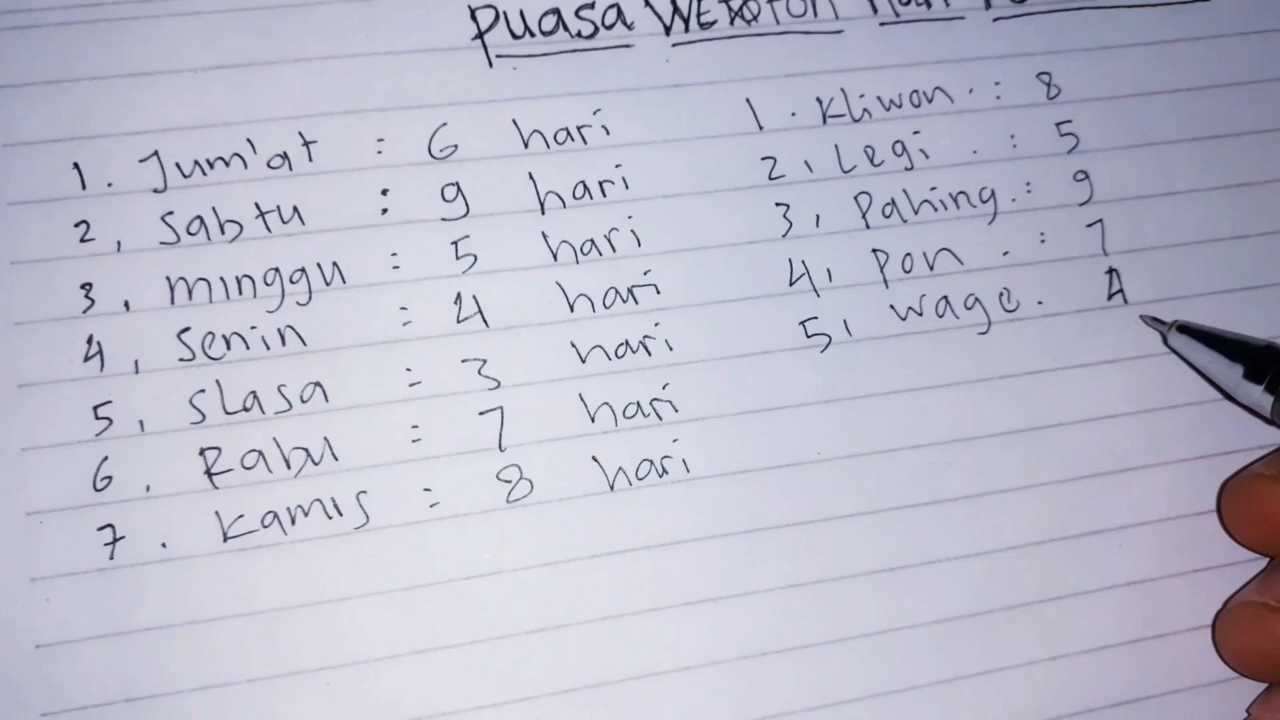 Puasa WETON Hari
1. Jum'at : 6 hari
2, Sabtu : 9 hari
3, minggu : 5 hari
4, Senin : 4 hari
5, sLasa : 3 hari
6. Rabu : 7 hari
7. Kamis : 8 hari
1. Kliwon. : 8
2, Legi. : 5
3, Pahing. : 9
4, Pon. : 7
5, wage. 4